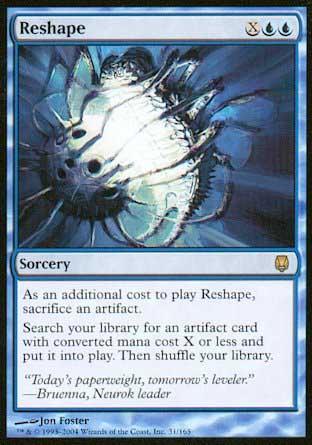 Reshape
X
Sorcery
As an additional cost to play Reshape,
sacrifice an artifact.
Search your library for an artifact card
with converted mana cost X or less and
put it into play. Then shuffle your library.
"Today's paperweight, tomorrow's leveler."
—Bruenna, Neurok leader
Jon Foster
™ & © 1993-2004 Wizards of the Coast, Inc. 31/165